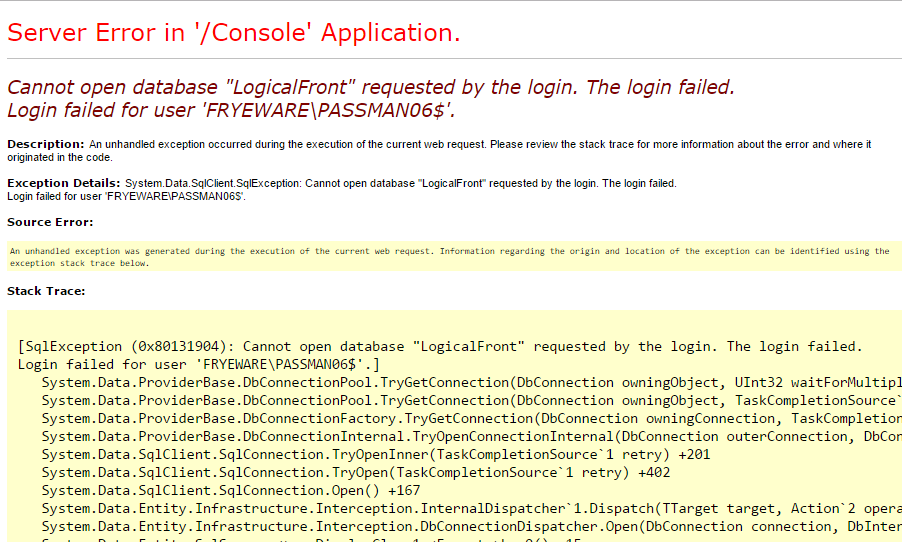 Server Error in '/Console' Application.
Cannot open database "LogicalFront" requested by the login. The login failed.
Login failed for user 'FRYEWARE\PASSMAN06$'.
Description: An unhandled exception occurred during the execution of the current web request. Please review the stack trace for more information about the error and where it
originated in the code.
Exception Details: System.Data.SqlClient.SqlException: Cannot open database "LogicalFront" requested by the login. The login failed.
Login failed for user 'FRYEWARE\PASSMAN06$'.
Source Error:
An unhandled exception was generated during the execution of the current web request. Information regarding the origin and location of the exception can be identified using the
exception stack trace below.
Stack Trace:
[SqlException (0x80131904): Cannot open database "LogicalFront" requested by the login. The login failed.
Login failed for user 'FRYEWARE\PASSMAN06$'.]
System.Data.ProviderBase.DbConnectionPool.TryGetConnection(DbConnection owningObject, UInt32 waitForMultipl
System.Data.ProviderBase.DbConnectionPool.TryGetConnection(DbConnection owningObject, TaskCompletionSource`
System.Data.ProviderBase.DbConnectionFactory.TryGetConnection(DbConnection owningConnection, TaskCompletion
System.Data.ProviderBase.DbConnectionInternal.TryOpenConnectionInternal(DbConnection outerConnection, DbCon
System.Data.SqlClient.SqlConnection.TryOpenInner(TaskCompletionSource`1 retry) +201
System.Data.SqlClient.SqlConnection.TryOpen(TaskCompletionSource`1 retry) +402
System.Data.SqlClient.SqlConnection.Open() +167
System.Data.Entity.Infrastructure.Interception.InternalDispatcher`1.Dispatch(TTarget target, Action`2 opera
System.Data.Entity.Infrastructure.Interception.DbConnectionDispatcher.Open(DbConnection connection, DbInter